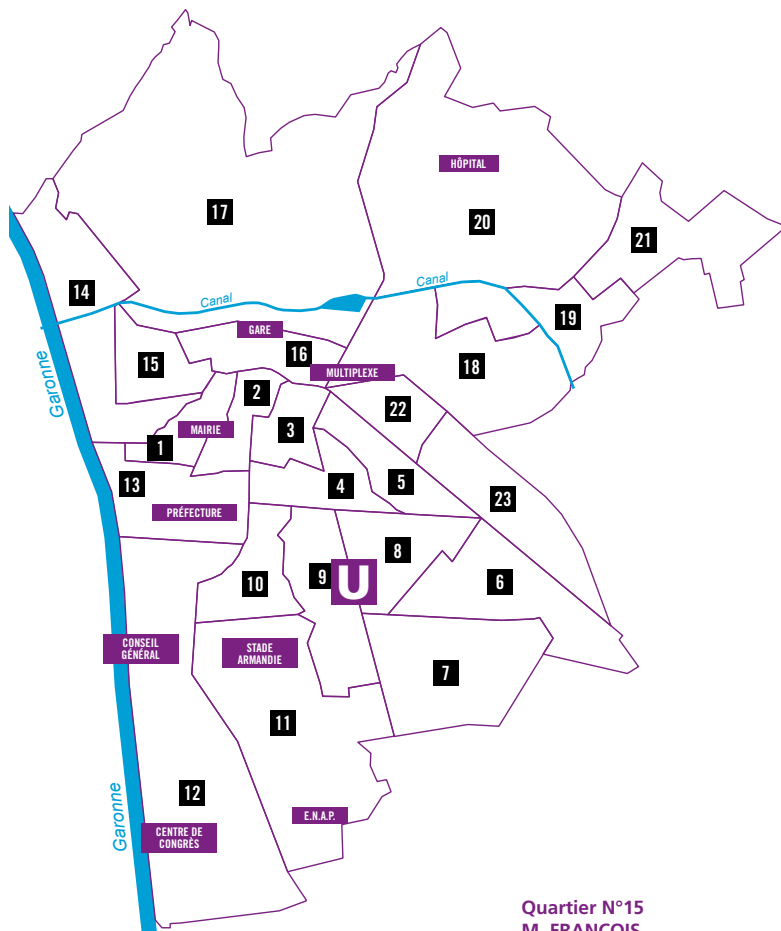 HÔPITAL
17
20
21
14
Canal
Canal
19
GARE
15
16
18
MULTIPLEXE
2
22
Garonne
MAIRIE
3
1
13
4
5
23
PRÉFECTURE
8
10
9
U
6
CONSEIL
GÉNÉRAL
STADE
ARMANDIE
7
11
12
Garonne
E.N.A.P.
CENTRE DE
CONGRÈS
Quartier N°15
M. FRANÇOIS